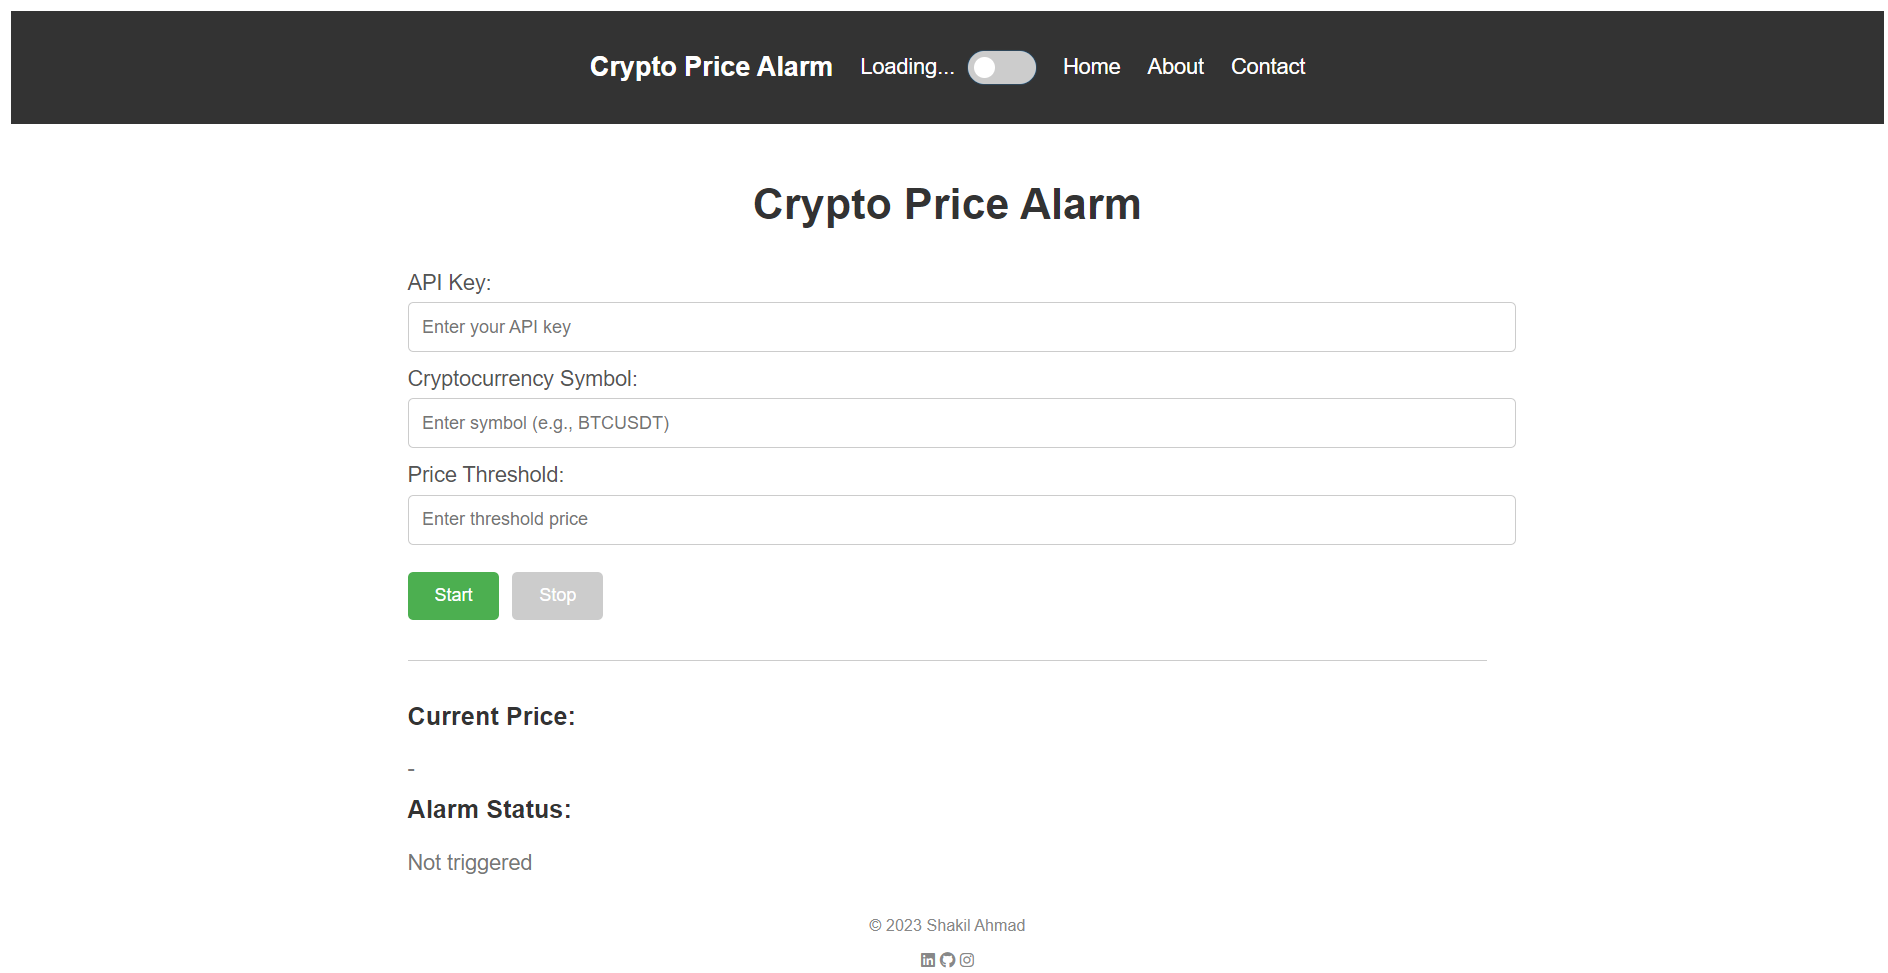 Crypto Price Alarm Loading... Home About Contact
Crypto Price Alarm
API Key:
Enter your API key
Cryptocurrency Symbol:
Enter symbol (e.g., BTCUSDT)
Price Threshold:
Enter threshold price
Start Stop
Current Price:
-
Alarm Status:
Not triggered
© 2023 Shakil Ahmad
in